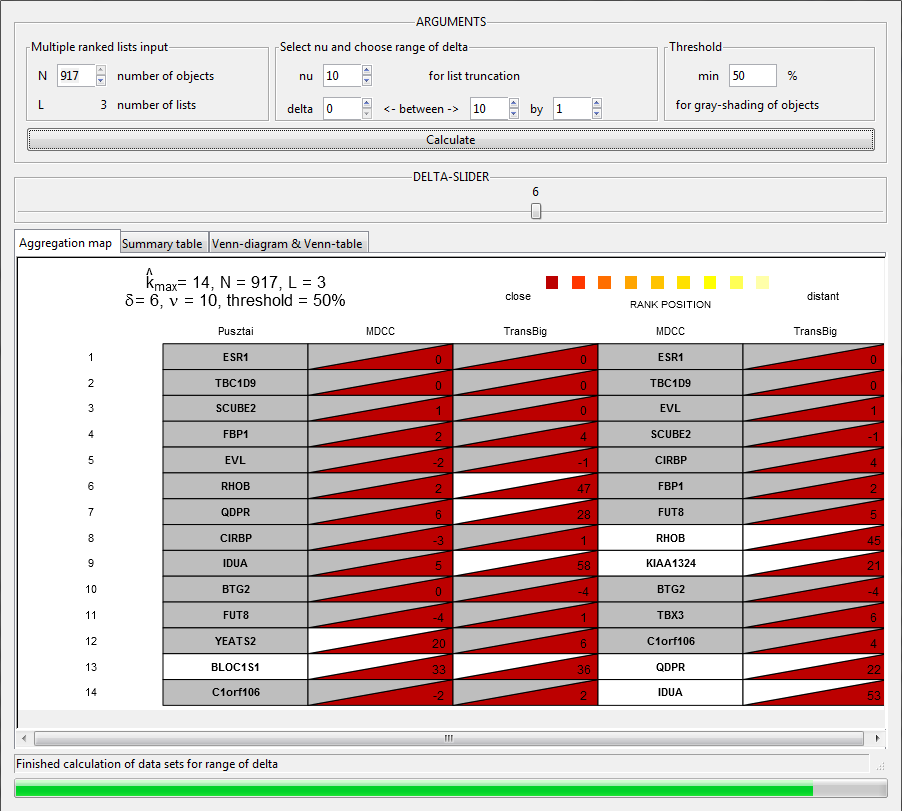 ARGUMENTS
Multiple ranked lists input
Select nu and choose range of delta
Threshold
N 917 number of objects
nu 10 for list truncation
min 50 %
L 3 number of lists
delta 0 <- between -> 10 by 1
for gray-shading of objects
Calculate
DELTA-SLIDER
6
Aggregation map
Summary table
Venn-diagram & Venn-table
k̂max= 14, N = 917, L = 3
δ= 6, ν = 10, threshold = 50%
close
distant
RANK POSITION
Pusztai MDCC TransBig MDCC TransBig
1 ESR1 0 0 ESR1 0
2 TBC1D9 0 0 TBC1D9 0
3 SCUBE2 1 0 EVL 1
4 FBP1 2 4 SCUBE2 -1
5 EVL -2 -1 CIRBP 4
6 RHOB 2 47 FBP1 2
7 QDPR 6 28 FUT8 5
8 CIRBP -3 1 RHOB 45
9 IDUA 5 58 KIAA1324 21
10 BTG2 0 -4 BTG2 -4
11 FUT8 -4 1 TBX3 6
12 YEATS2 20 6 C1orf106 4
13 BLOC1S1 33 36 QDPR 22
14 C1orf106 -2 2 IDUA 53
Finished calculation of data sets for range of delta